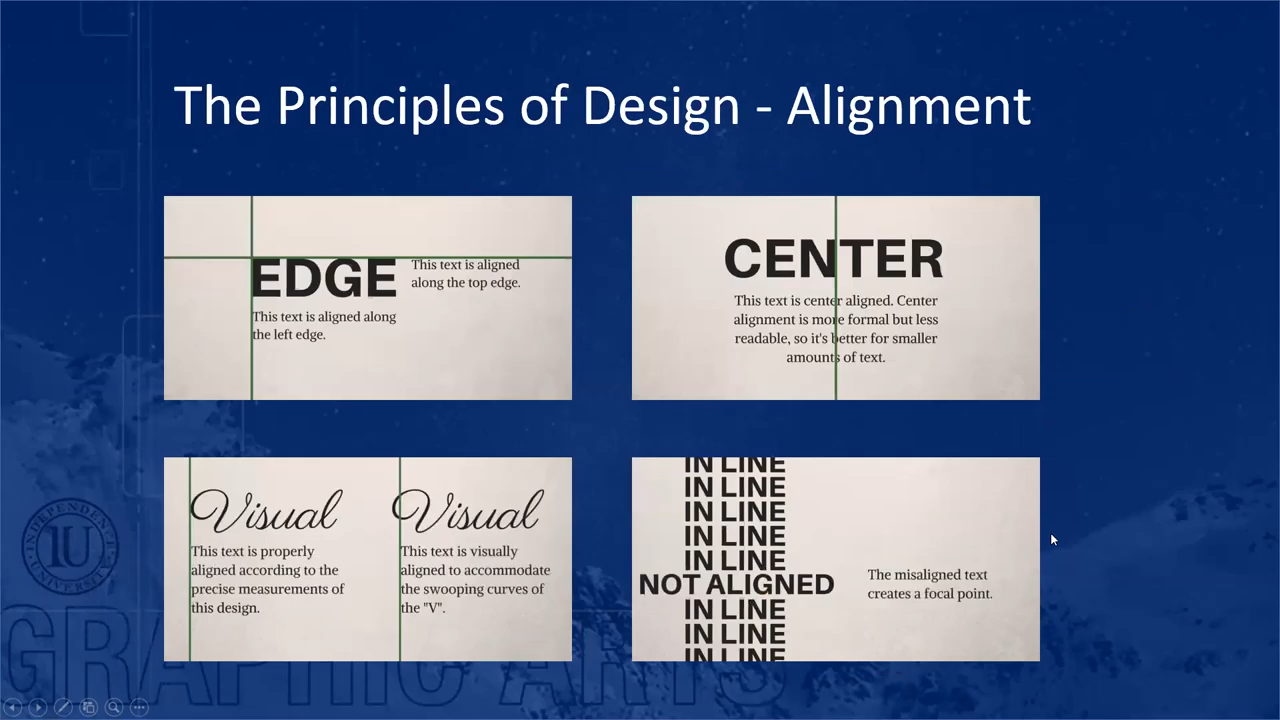 The Principles of Design - Alignment
EDGE
This text is aligned
along the top edge.
This text is aligned along
the left edge.
CENTER
This text is center aligned. Center
alignment is more formal but less
readable, so it's better for smaller
amounts of text.
Visual
This text is properly
aligned according to the
precise measurements of
this design.
Visual
This text is visually
aligned to accommodate
the swooping curves of
the "V".
IN LINE
IN LINE
IN LINE
IN LINE
IN LINE
NOT ALIGNED
IN LINE
IN LINE
IN LINE
The misaligned text
creates a focal point.
INDEPENDENT
1U
UNIVERSITY
GRAPHIC ARTS